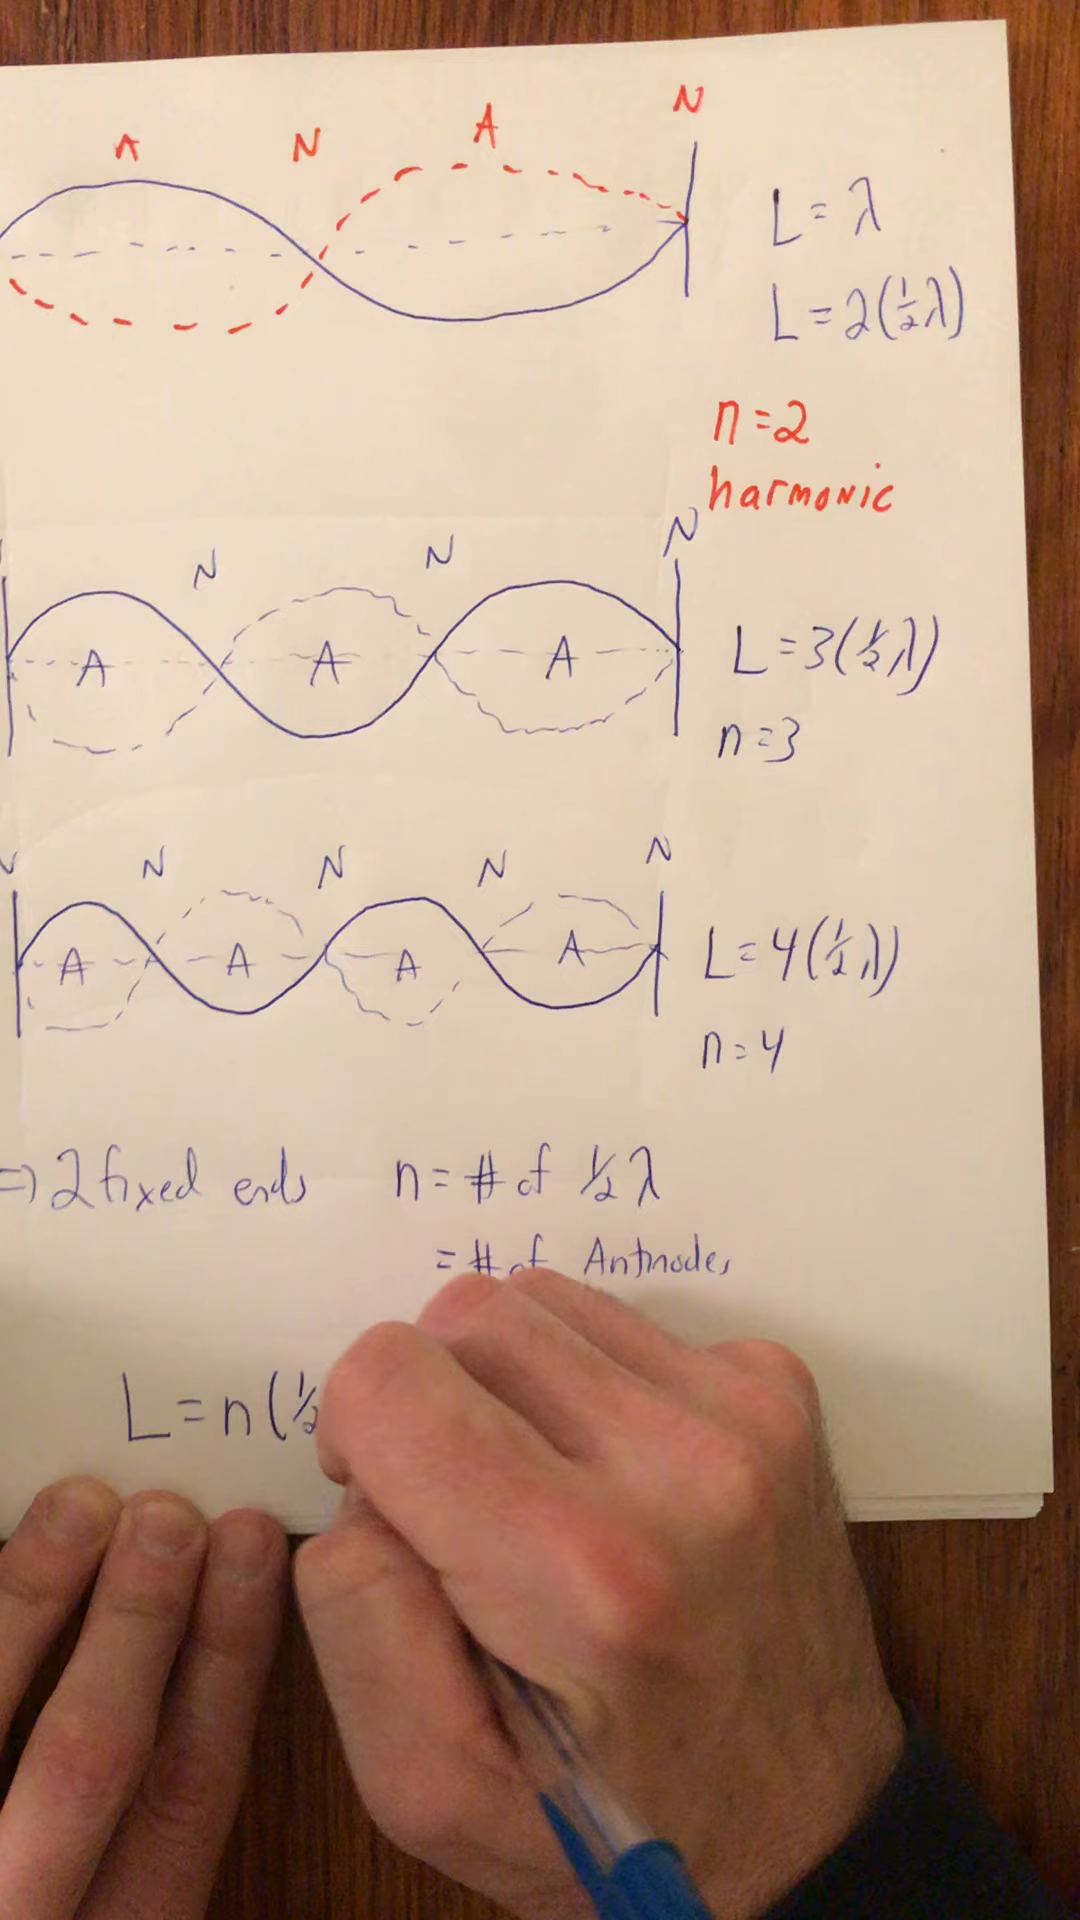 A N A N
L = λ
L = 2(½λ)
n = 2
harmonic
N N N
A A A
L = 3(½λ)
n = 3
N N N N
A A A A
L = 4(½λ)
n = 4
=> 2 fixed ends n = # of ½ λ
= # of Antinodes
L = n(½